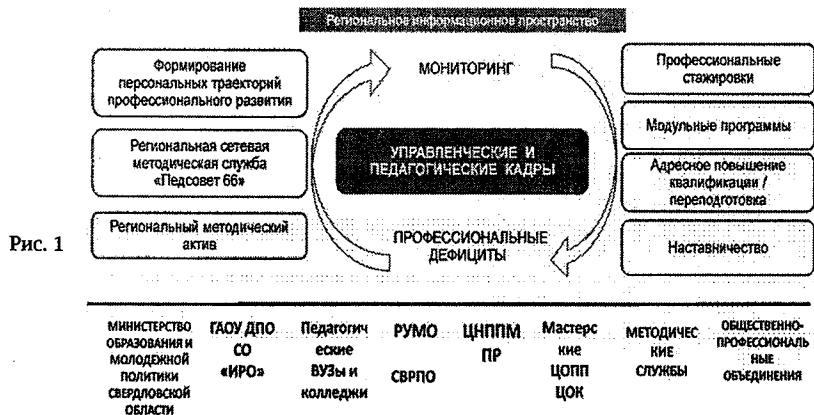 Региональное информационное пространство
Формирование
персональных траекторий
профессионального развития
Региональная сетевая
методическая служба
«Педсовет 66»
Региональный методический
актив
Рис. 1
МОНИТОРИНГ
УПРАВЛЕНЧЕСКИЕ И
ПЕДАГОГИЧЕСКИЕ КАДРЫ
ПРОФЕССИОНАЛЬНЫЕ
ДЕФИЦИТЫ
Профессиональные
стажировки
Модульные программы
Адресное повышение
квалификации /
переподготовка
Наставничество
МИНИСТЕРСТВО
ОБРАЗОВАНИЯ И
МОЛОДЕЖНОЙ
ПОЛИТИКИ
СВЕРДЛОВСКОЙ
ОБЛАСТИ
ГАОУ ДПО
СО
«ИРО»
Педагогич
еские
ВУЗы и
колледжи
РУМО
СВРПО
ЦНППМ
ПР
Мастерс
кие
ЦОПП
ЦОК
МЕТОДИЧЕС
КИЕ
СЛУЖБЫ
ОБЩЕСТВЕННО-
ПРОФЕССИОНАЛЬ
НЫЕ
ОБЪЕДИНЕНИЯ